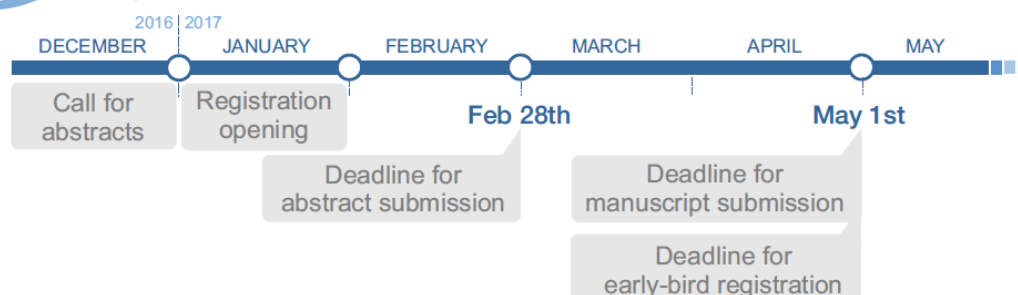 2016 2017
DECEMBER JANUARY FEBRUARY MARCH APRIL MAY
Call for
abstracts
Registration
opening
Feb 28th
May 1st
Deadline for
abstract submission
Deadline for
manuscript submission
Deadline for
early-bird registration